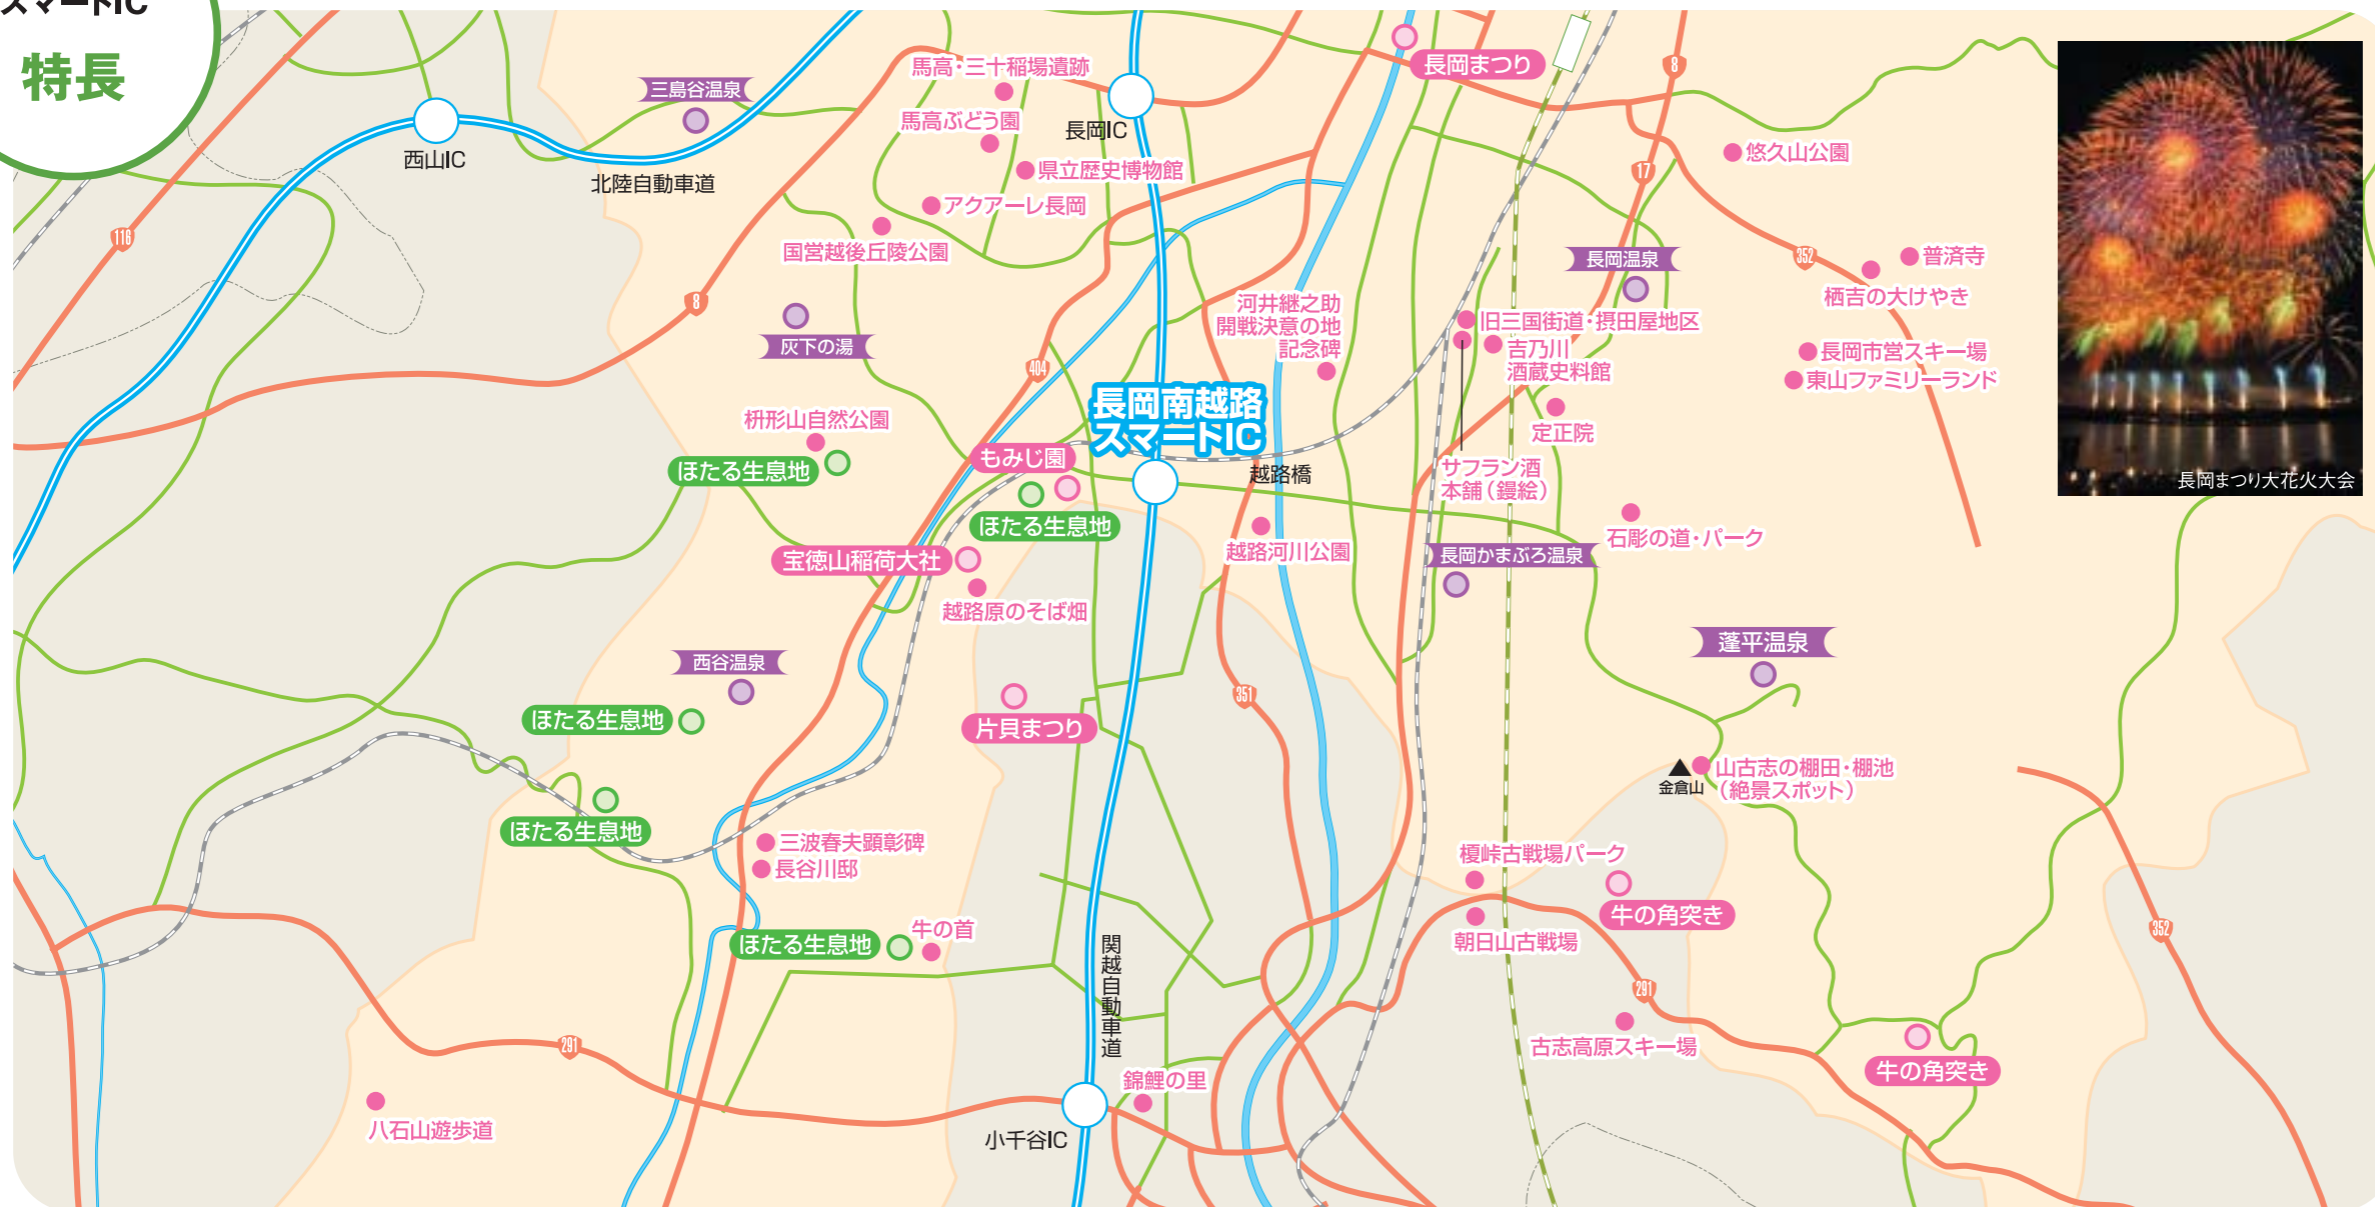 スマートIC
特長
三島谷温泉
馬高・三十稲場遺跡
馬高ぶどう園
県立歴史博物館
アクアーレ長岡
国営越後丘陵公園
長岡IC
西山IC
北陸自動車道
長岡まつり
8
17
悠久山公園
116
8
352
普済寺
栖吉の大けやき
長岡温泉
河井継之助
開戦決意の地
記念碑
旧三国街道・摂田屋地区
吉乃川
酒蔵史料館
長岡市営スキー場
東山ファミリーランド
灰下の湯
404
長岡南越路
スマートIC
定正院
枡形山自然公園
もみじ園
ほたる生息地
越路橋
サフラン酒
本舗（鏝絵）
長岡まつり大花火大会
ほたる生息地
石彫の道・パーク
宝徳山稲荷大社
越路河川公園
長岡かまぶろ温泉
越路原のそば畑
西谷温泉
蓬平温泉
351
ほたる生息地
片貝まつり
金倉山
山古志の棚田・棚池
（絶景スポット）
ほたる生息地
三波春夫顕彰碑
長谷川邸
榎峠古戦場パーク
牛の角突き
朝日山古戦場
352
ほたる生息地
牛の首
関越自動車道
291
291
古志高原スキー場
牛の角突き
錦鯉の里
八石山遊歩道
小千谷IC